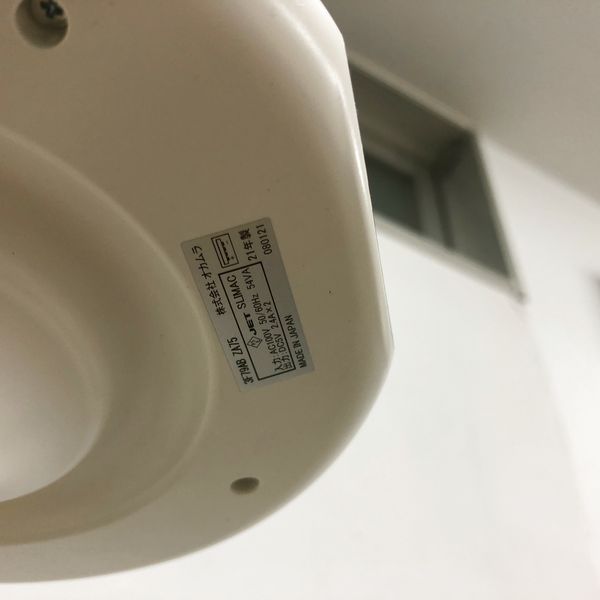 株式会社オカムラ
3F79AB ZA75
JET SLIMAC
入力:AC100V 50/60Hz 54VA
出力:DC5V 2.4A×2
21年製
MADE IN JAPAN
080121